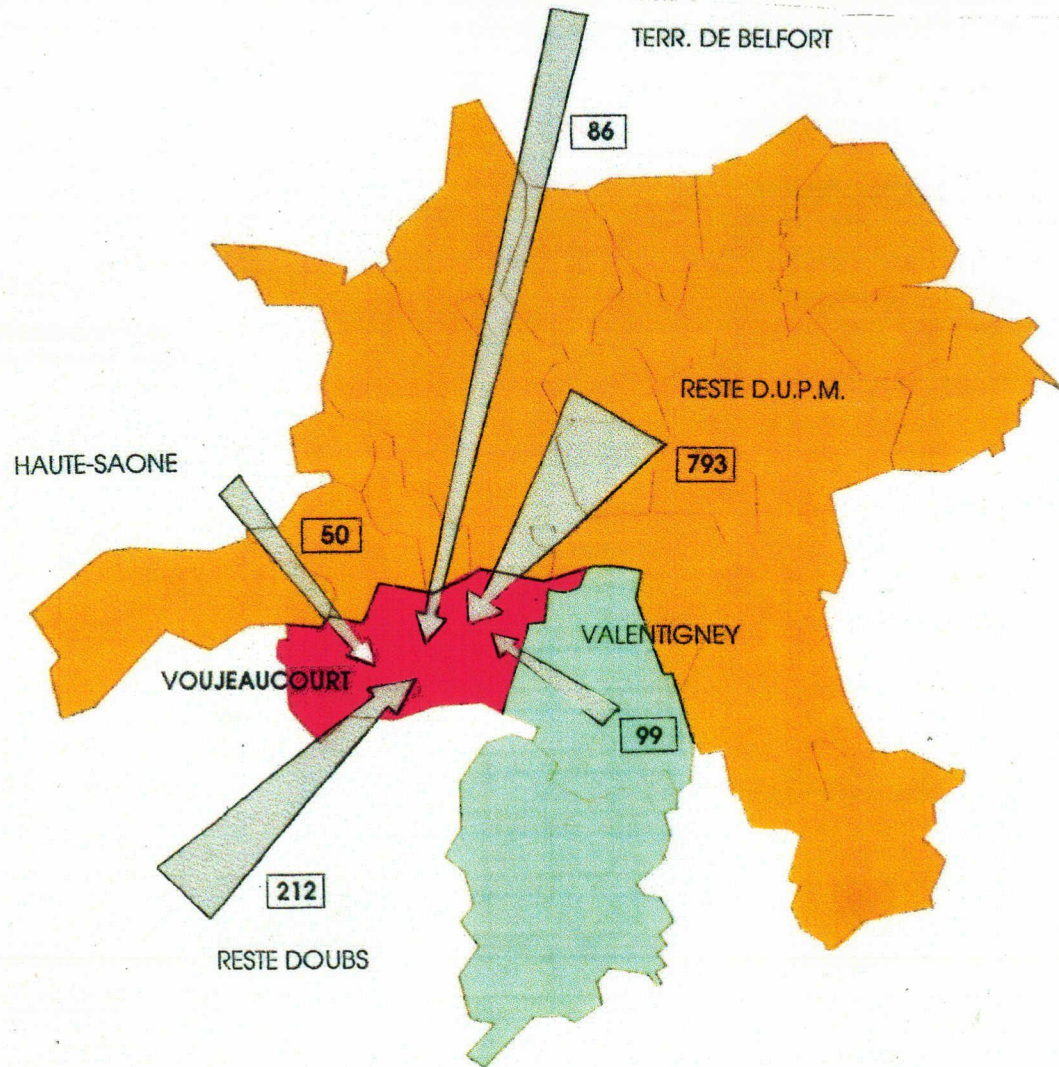 TERR. DE BELFORT
86
RESTE D.U.P.M.
793
HAUTE-SAONE
50
VALENTIGNEY
VOUJEAUCOURT
99
212
RESTE DOUBS